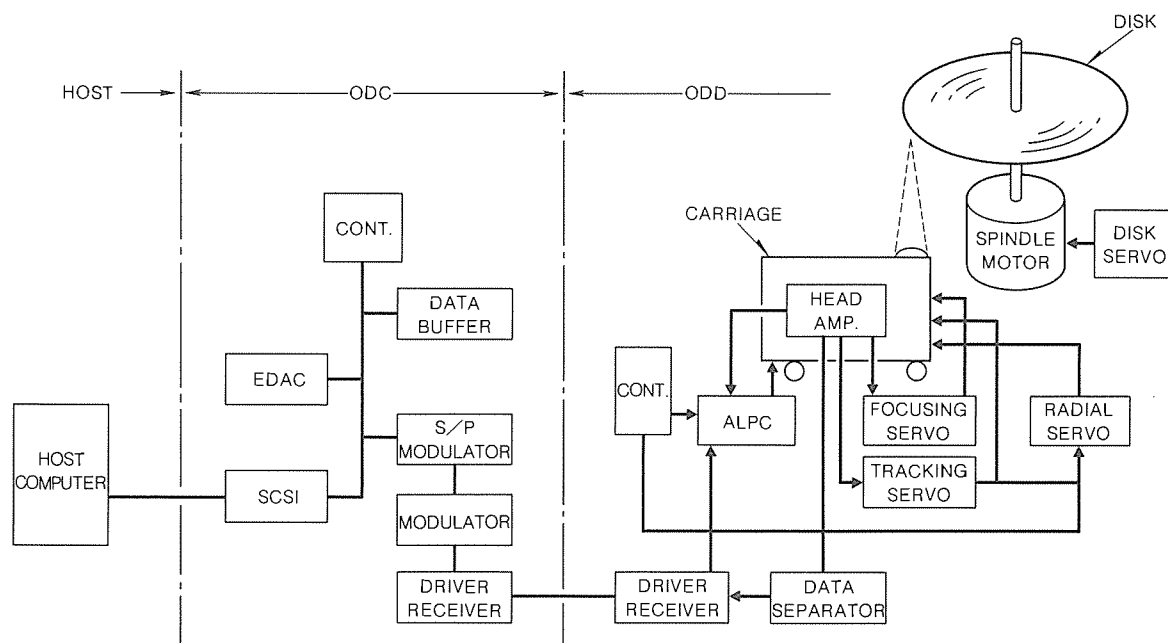 DISK
HOST
ODC
ODD
CARRIAGE
CONT.
SPINDLE
MOTOR
DISK
SERVO
DATA
BUFFER
HEAD
AMP.
EDAC
CONT.
ALPC
FOCUSING
SERVO
RADIAL
SERVO
S/P
MODULATOR
HOST
COMPUTER
SCSI
TRACKING
SERVO
MODULATOR
DRIVER
RECEIVER
DRIVER
RECEIVER
DATA
SEPARATOR